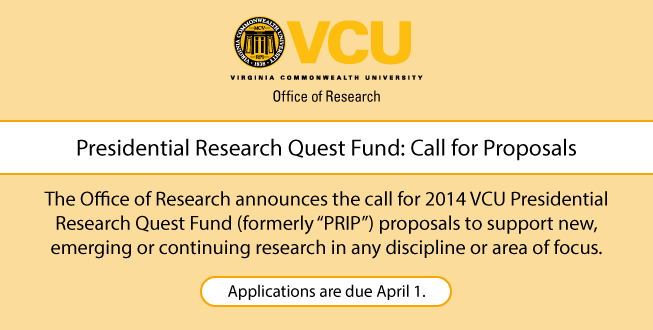 VCU
VIRGINIA COMMONWEALTH UNIVERSITY
Office of Research
Presidential Research Quest Fund: Call for Proposals
The Office of Research announces the call for 2014 VCU Presidential
Research Quest Fund (formerly “PRIP”) proposals to support new,
emerging or continuing research in any discipline or area of focus.
Applications are due April 1.